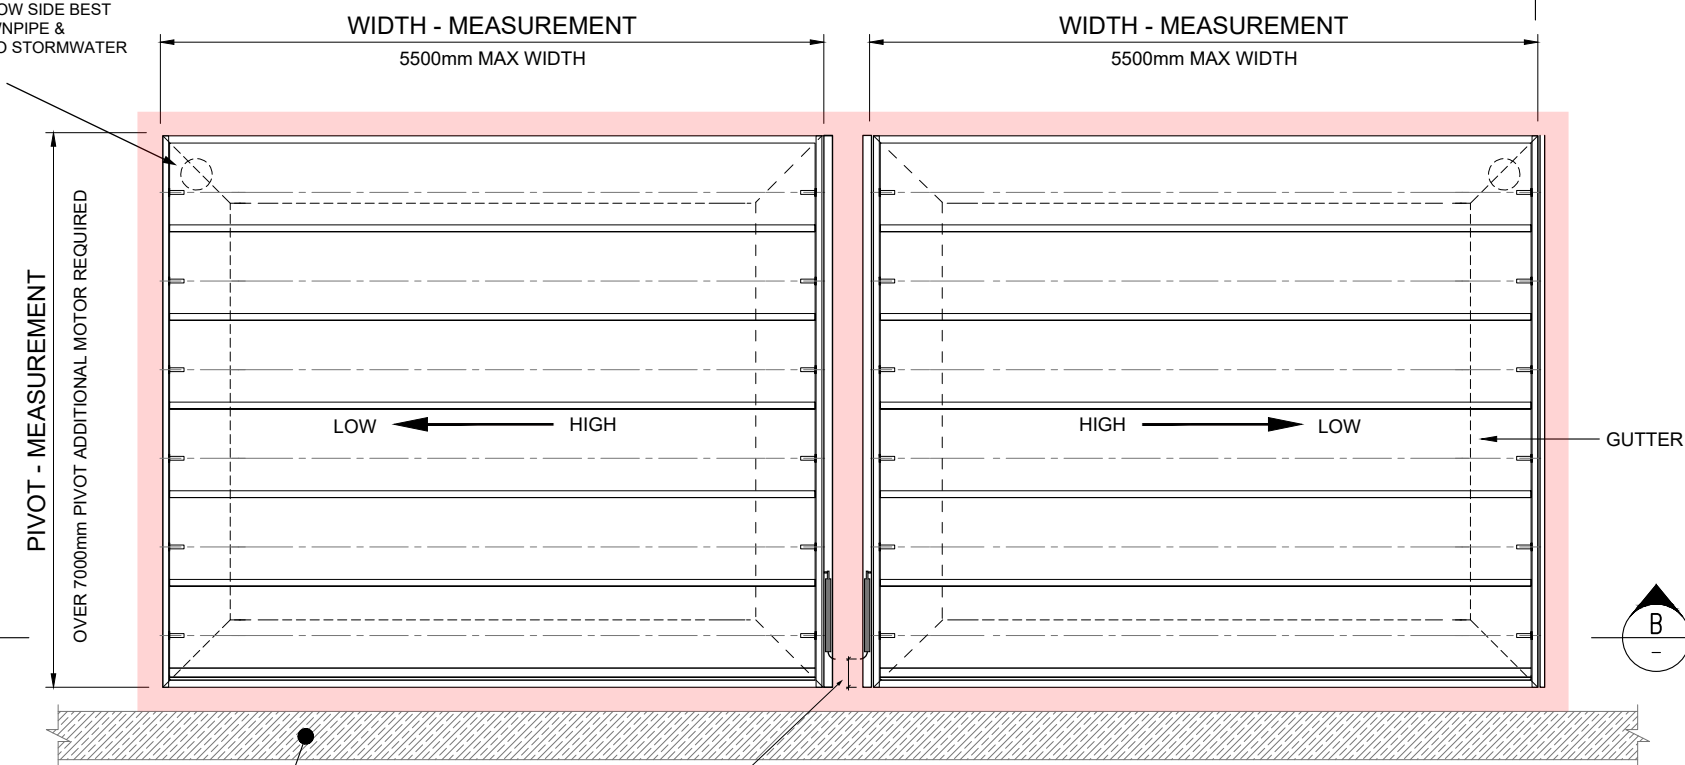 OW SIDE BEST
NPIPE &
STORMWATER
WIDTH - MEASUREMENT
5500mm MAX WIDTH
WIDTH - MEASUREMENT
5500mm MAX WIDTH
PIVOT - MEASUREMENT
OVER 7000mm PIVOT ADDITIONAL MOTOR REQUIRED
LOW
HIGH
HIGH
LOW
GUTTER
B
-